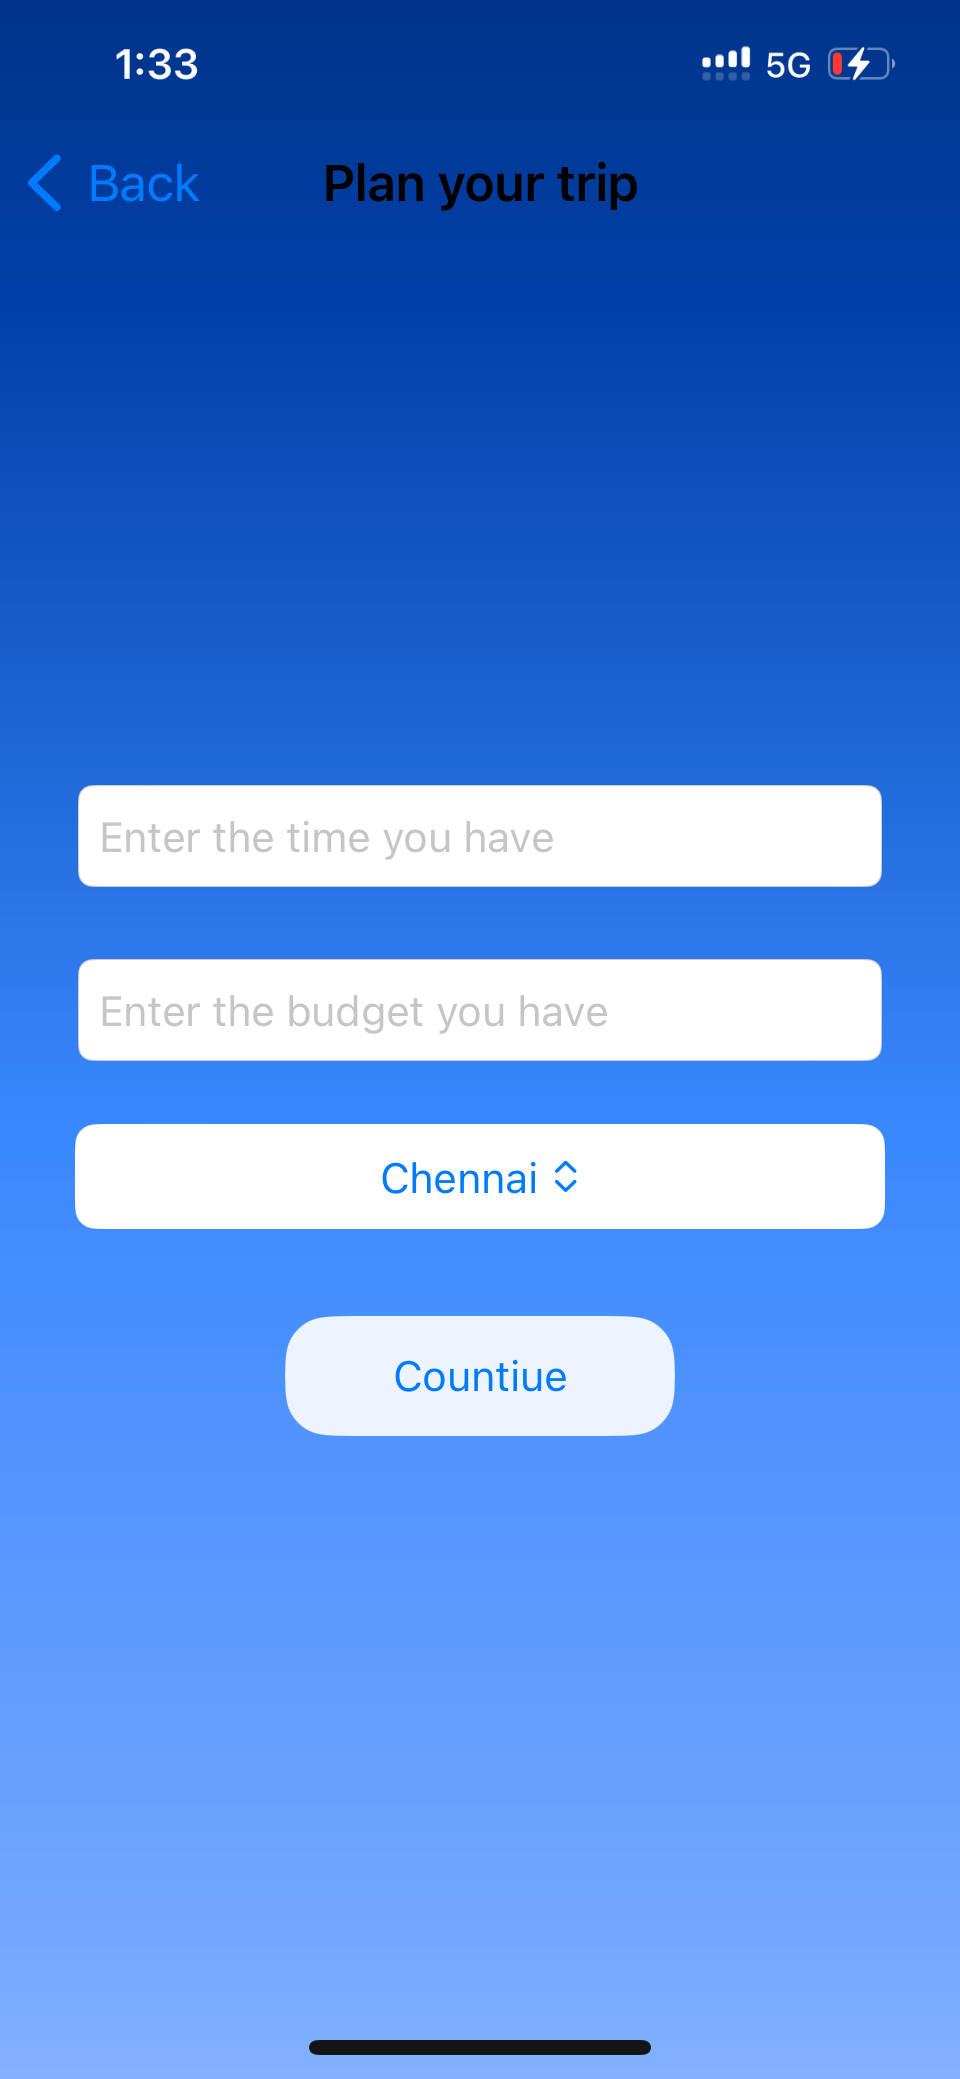 1:33
5G
Back
Plan your trip
Enter the time you have
Enter the budget you have
Chennai
Countiue